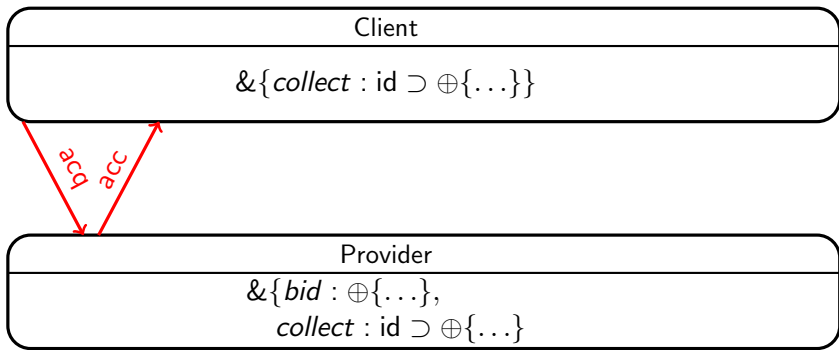 Client
&{collect : id ⊃ ⊕{...}}
acq
acc
Provider
&{bid : ⊕{...},
collect : id ⊃ ⊕{...}